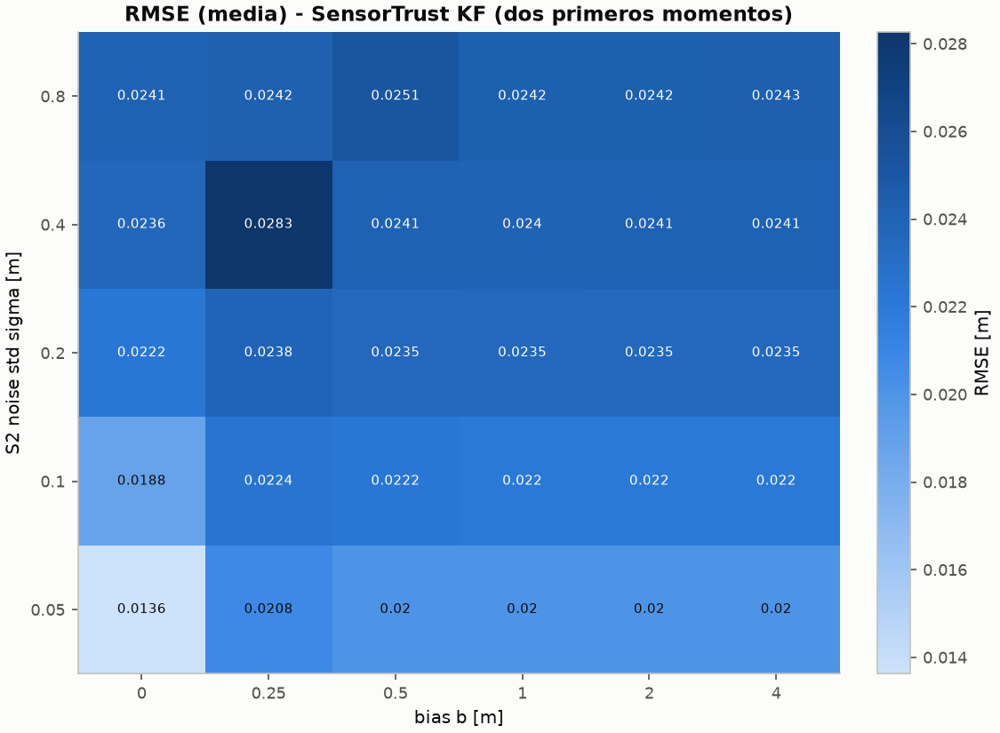 RMSE (media) - SensorTrust KF (dos primeros momentos)
0.8 0.0241 0.0242 0.0251 0.0242 0.0242 0.0243
0.4 0.0236 0.0283 0.0241 0.024 0.0241 0.0241
0.2 0.0222 0.0238 0.0235 0.0235 0.0235 0.0235
0.1 0.0188 0.0224 0.0222 0.022 0.022 0.022
0.05 0.0136 0.0208 0.02 0.02 0.02 0.02
0 0.25 0.5 1 2 4
bias b [m]
S2 noise std sigma [m]
0.028
0.026
0.024
0.022
0.020
0.018
0.016
0.014
RMSE [m]